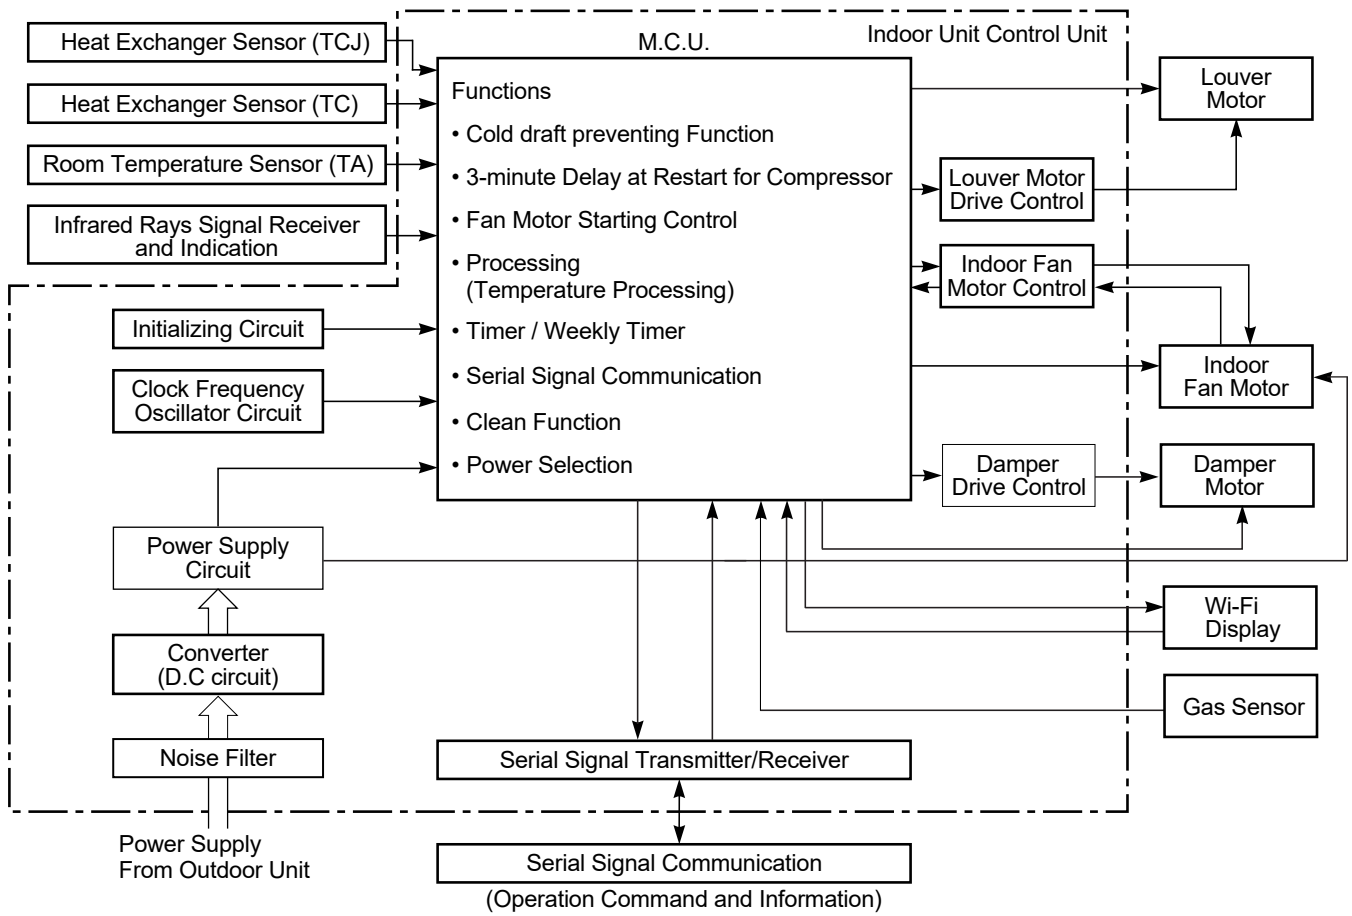 Heat Exchanger Sensor (TCJ)
Heat Exchanger Sensor (TC)
Room Temperature Sensor (TA)
Infrared Rays Signal Receiver
and Indication
Initializing Circuit
Clock Frequency
Oscillator Circuit
Power Supply
Circuit
Converter
(D.C circuit)
Noise Filter
Power Supply
From Outdoor Unit
M.C.U.
Functions
• Cold draft preventing Function
• 3-minute Delay at Restart for Compressor
• Fan Motor Starting Control
• Processing
(Temperature Processing)
• Timer / Weekly Timer
• Serial Signal Communication
• Clean Function
• Power Selection
Serial Signal Transmitter/Receiver
Serial Signal Communication
(Operation Command and Information)
Indoor Unit Control Unit
Louver Motor
Drive Control
Indoor Fan
Motor Control
Damper
Drive Control
Louver
Motor
Indoor
Fan Motor
Damper
Motor
Wi-Fi
Display
Gas Sensor